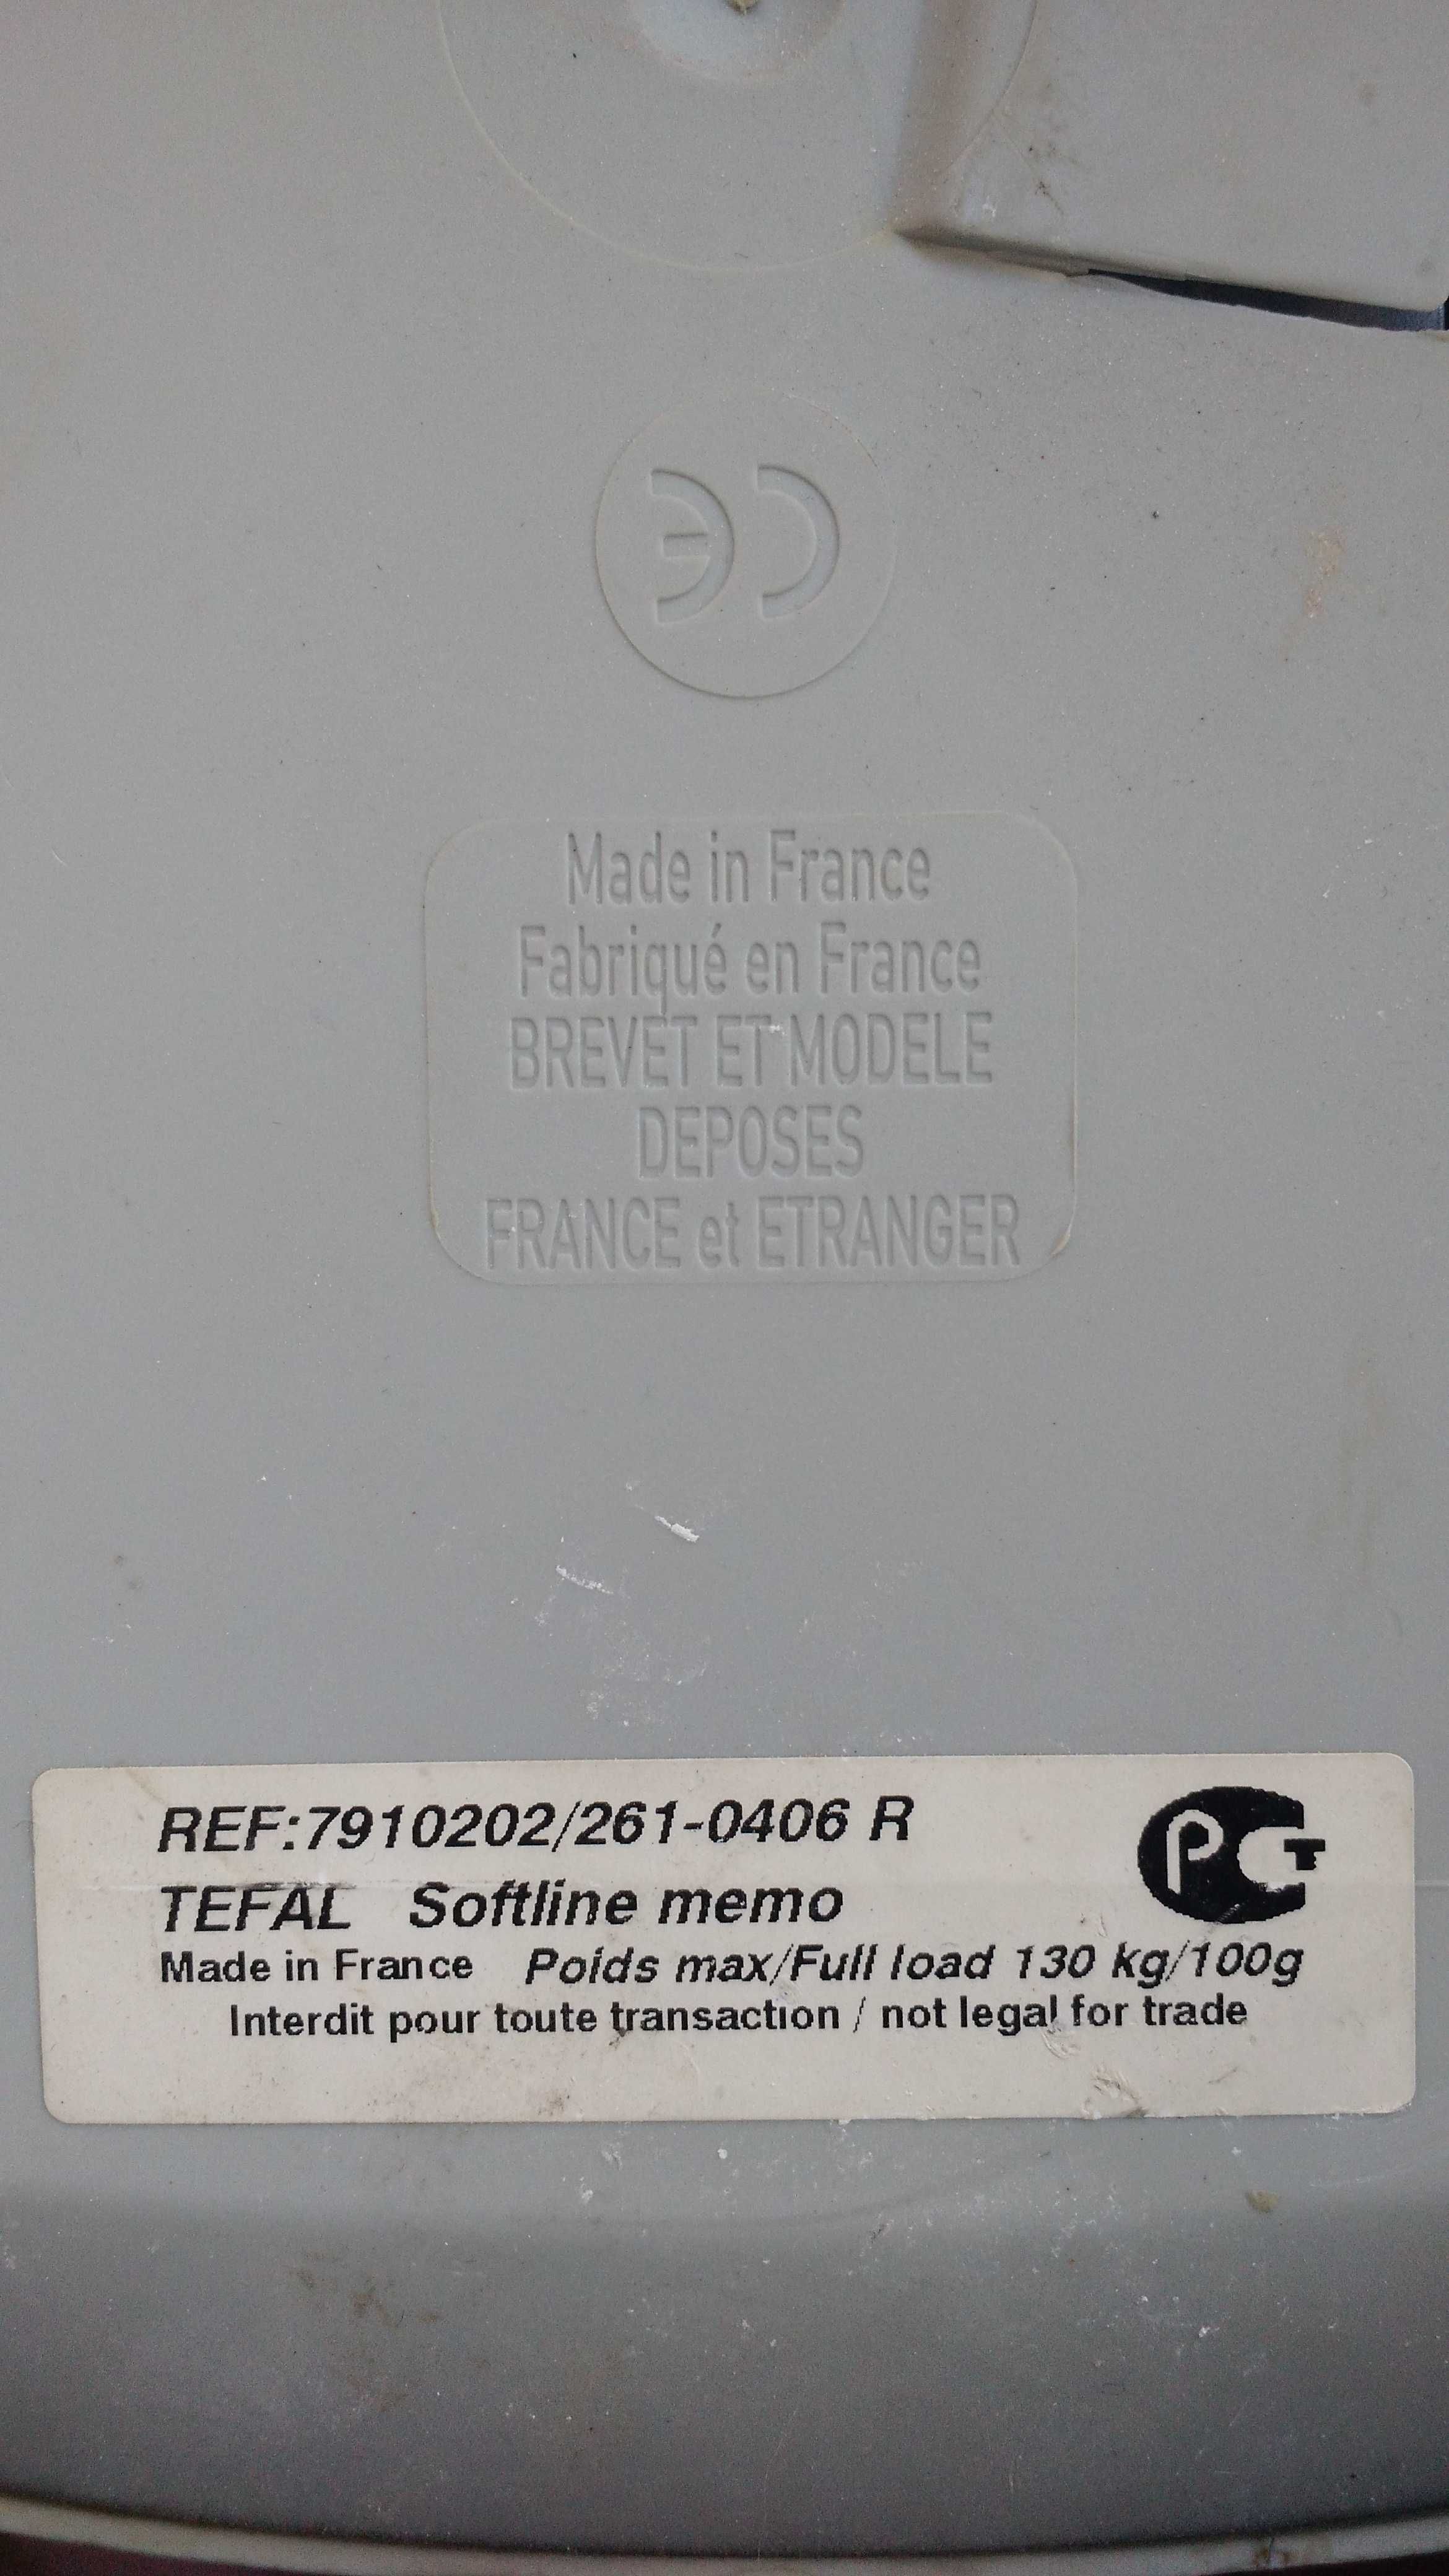 CE
Made in France
Fabriqué en France
BREVET ET MODELE
DEPOSES
FRANCE et ETRANGER
REF:7910202/261-0406 R
РСТ
TEFAL Softline memo
Made in France Poids max/Full load 130 kg/100g
Interdit pour toute transaction / not legal for trade